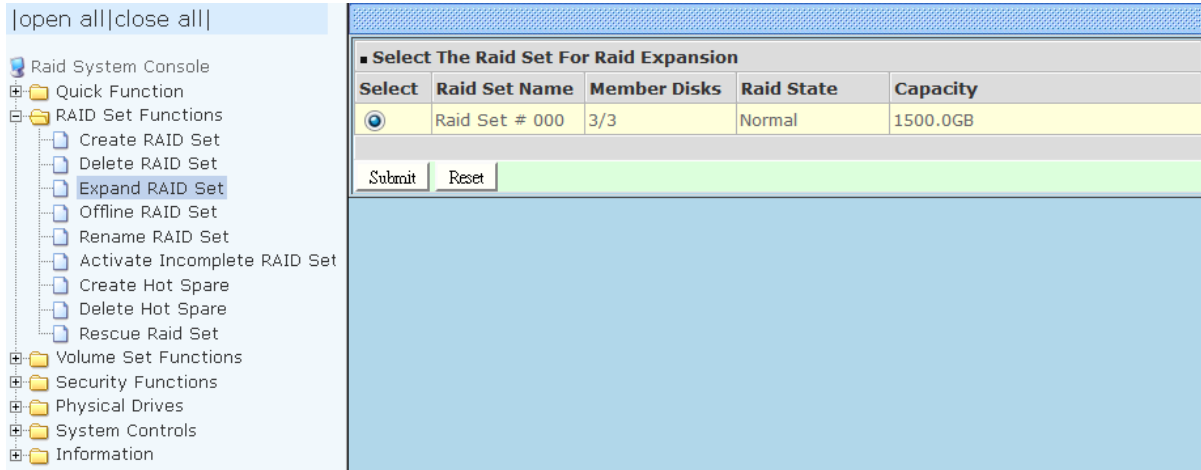 |open all|close all|
Raid System Console
Quick Function
RAID Set Functions
Create RAID Set
Delete RAID Set
Expand RAID Set
Offline RAID Set
Rename RAID Set
Activate Incomplete RAID Set
Create Hot Spare
Delete Hot Spare
Rescue Raid Set
Volume Set Functions
Security Functions
Physical Drives
System Controls
Information
Select The Raid Set For Raid Expansion
Select Raid Set Name Member Disks Raid State Capacity
Raid Set # 000 3/3 Normal 1500.0GB
Submit Reset